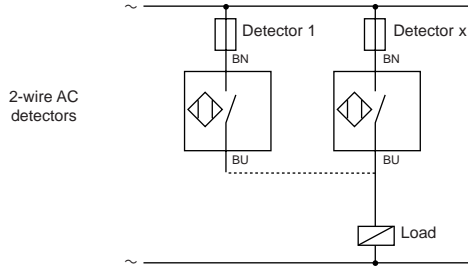 ~
Detector 1
Detector x
BN
BN
2-wire AC
detectors
BU
BU
Load
~